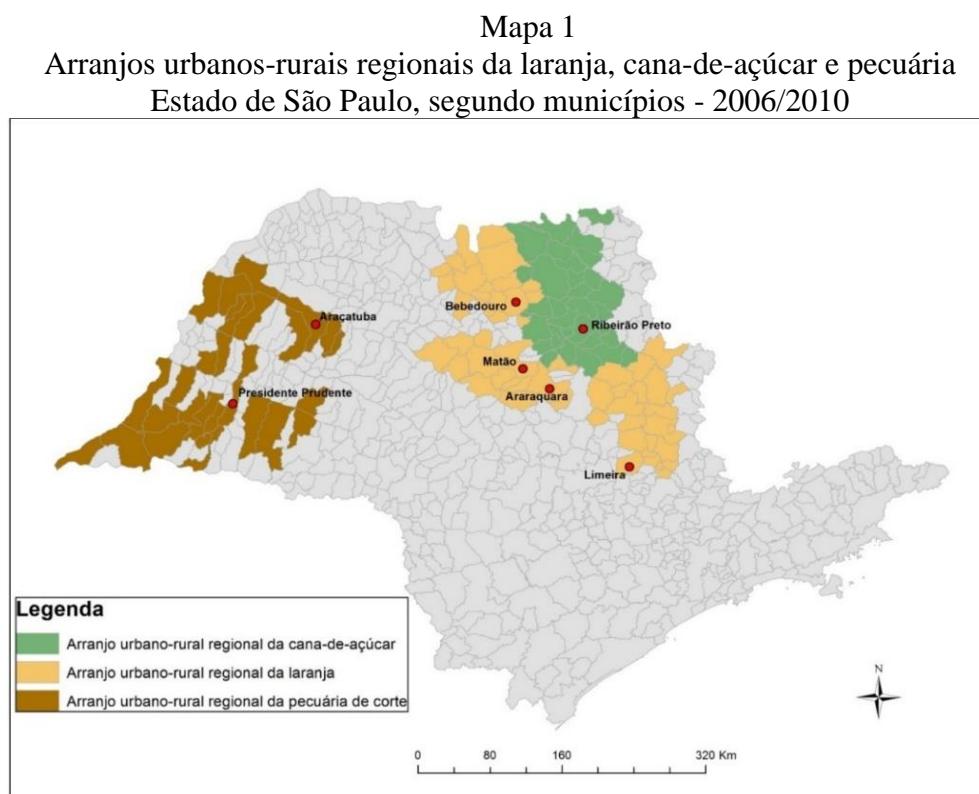 Mapa 1
Arranjos urbanos-rurais regionais da laranja, cana-de-açúcar e pecuária
Estado de São Paulo, segundo municípios - 2006/2010
Bebedouro
Araçatuba
Ribeirão Preto
Matão
Araraquara
Presidente Prudente
Limeira
Legenda
Arranjo urbano-rural regional da cana-de-açúcar
Arranjo urbano-rural regional da laranja
Arranjo urbano-rural regional da pecuária de corte
N
0 80 160 320 Km